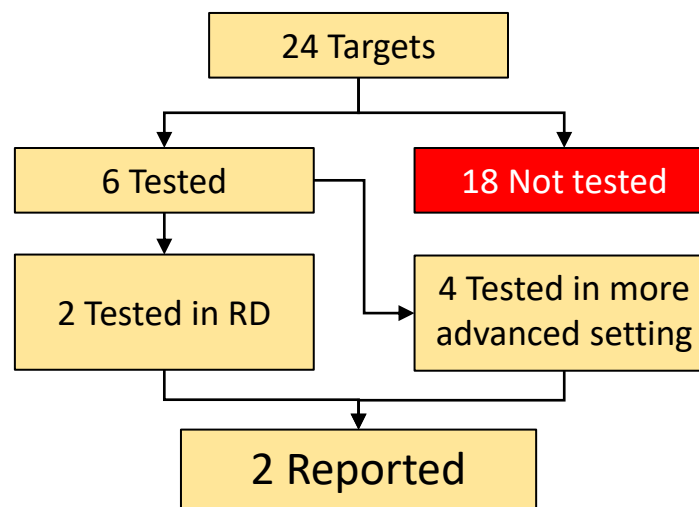 24 Targets
6 Tested
18 Not tested
2 Tested in RD
4 Tested in more
advanced setting
2 Reported